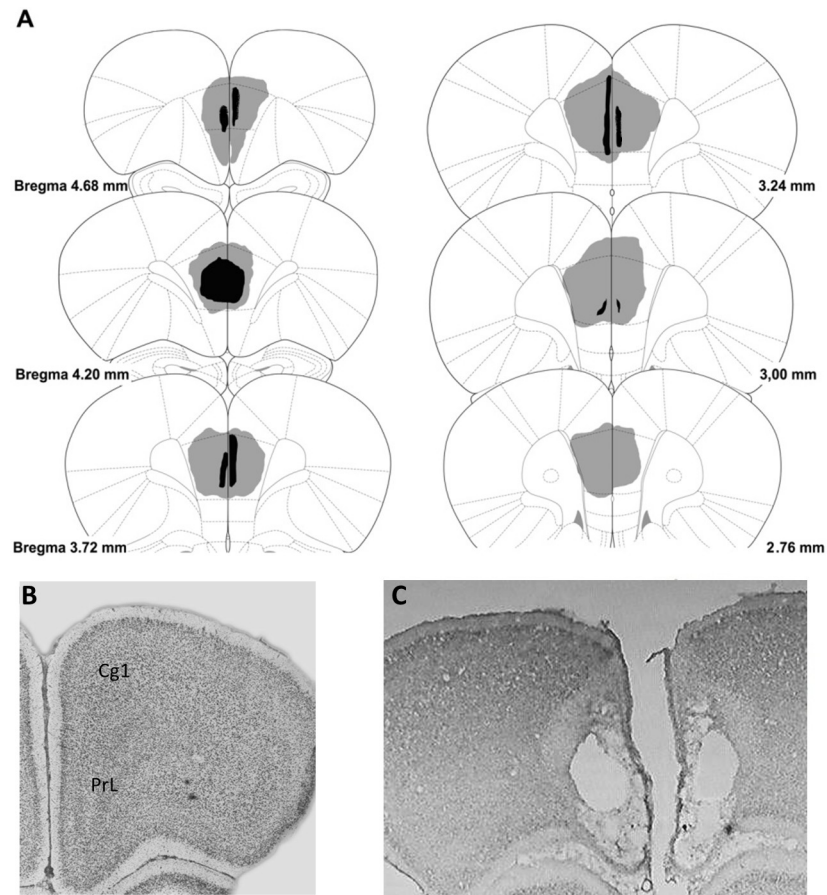 A
Bregma 4.68 mm
3.24 mm
Bregma 4.20 mm
3,00 mm
Bregma 3.72 mm
2.76 mm
B
C
Cg1
PrL